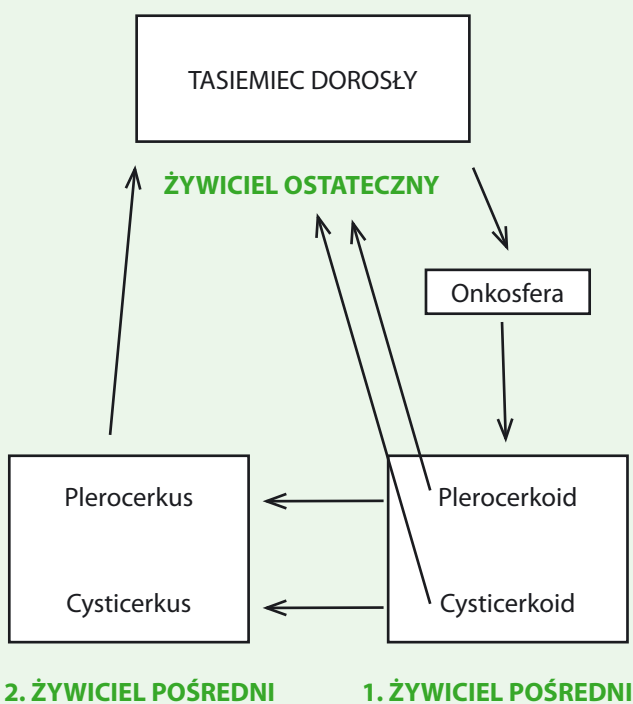 TASIEMIEC DOROSŁY
ŻYWICIEL OSTATECZNY
Onkosfera
Plerocerkus
Plerocerkoid
Cysticerkus
Cysticerkoid
2. ŻYWICIEL POŚREDNI
1. ŻYWICIEL POŚREDNI